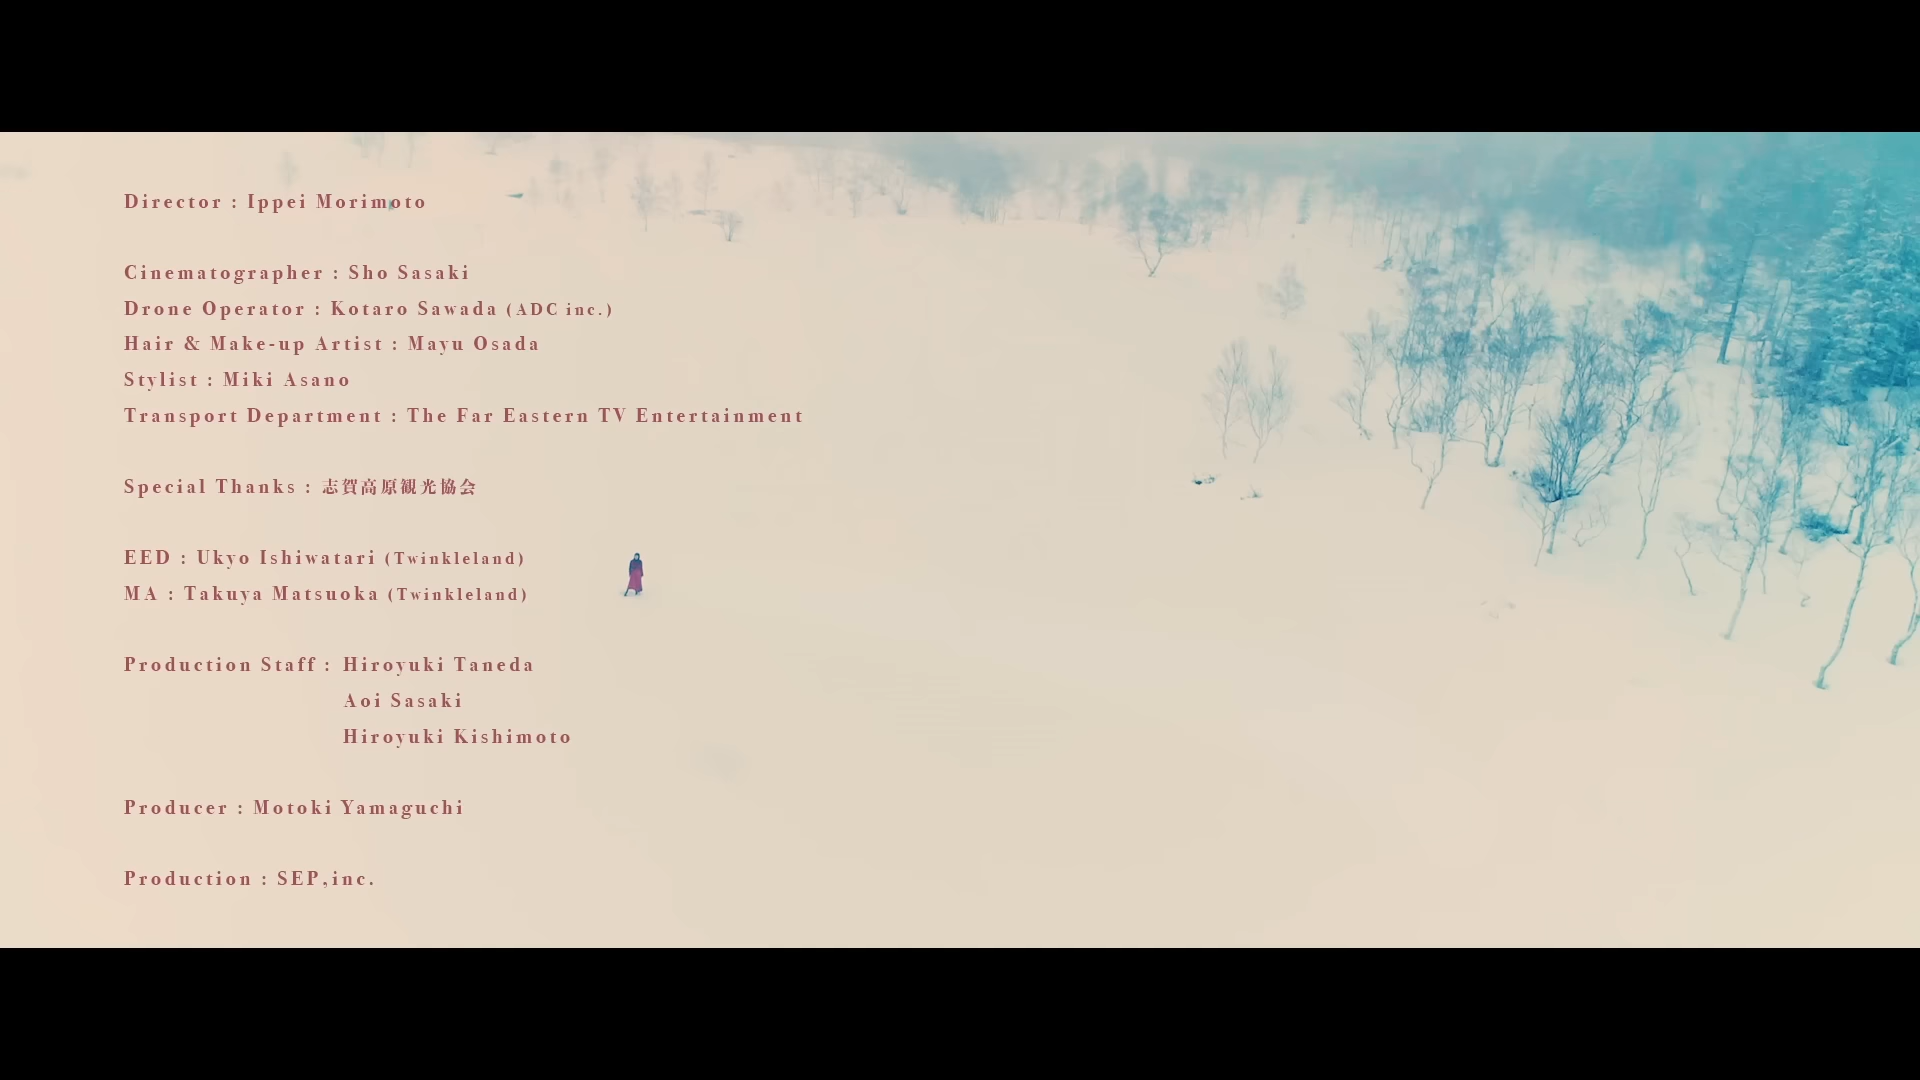 Director : Ippei Morimoto
Cinematographer : Sho Sasaki
Drone Operator : Kotaro Sawada (ADC inc.)
Hair & Make-up Artist : Mayu Osada
Stylist : Miki Asano
Transport Department : The Far Eastern TV Entertainment
Special Thanks : 志賀高原観光協会
EED : Ukyo Ishiwatari (Twinkleland)
MA : Takuya Matsuoka (Twinkleland)
Production Staff : Hiroyuki Taneda
Aoi Sasaki
Hiroyuki Kishimoto
Producer : Motoki Yamaguchi
Production : SEP,inc.